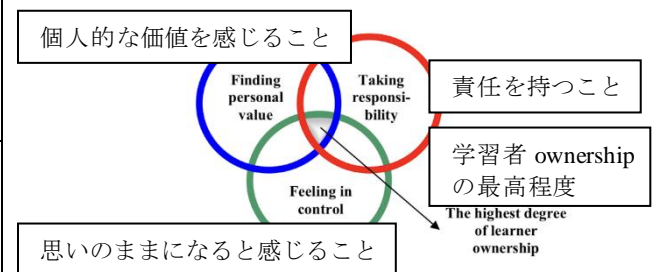 個人的な価値を感じること
Finding
personal
value
Taking
responsi-
bility
責任を持つこと
学習者 ownership
の最高程度
Feeling in
control
The highest degree
of learner
ownership
思いのままになると感じること